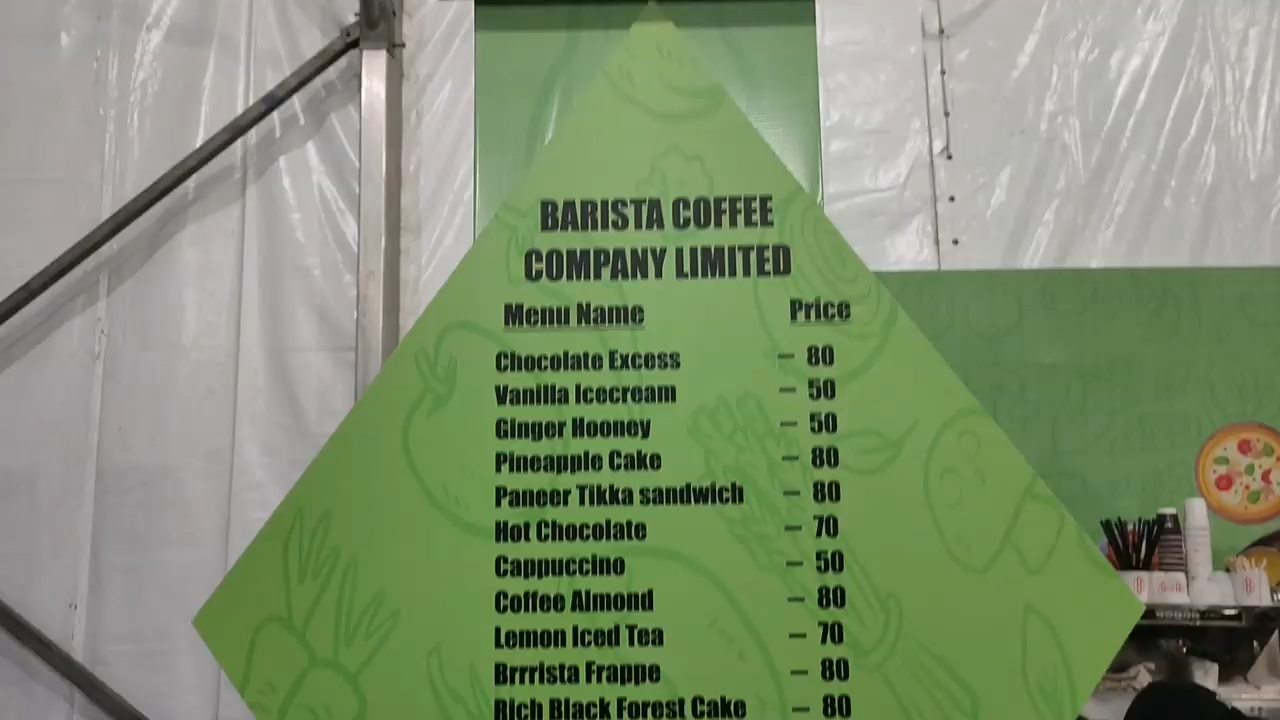 BARISTA COFFEE
COMPANY LIMITED
Menu Name Price
Chocolate Excess – 80
Vanilla Icecream – 50
Ginger Hooney – 50
Pineapple Cake – 80
Paneer Tikka sandwich – 80
Hot Chocolate – 70
Cappuccino – 50
Coffee Almond – 80
Lemon Iced Tea – 70
Brrrista Frappe – 80
Rich Black Forest Cake – 80